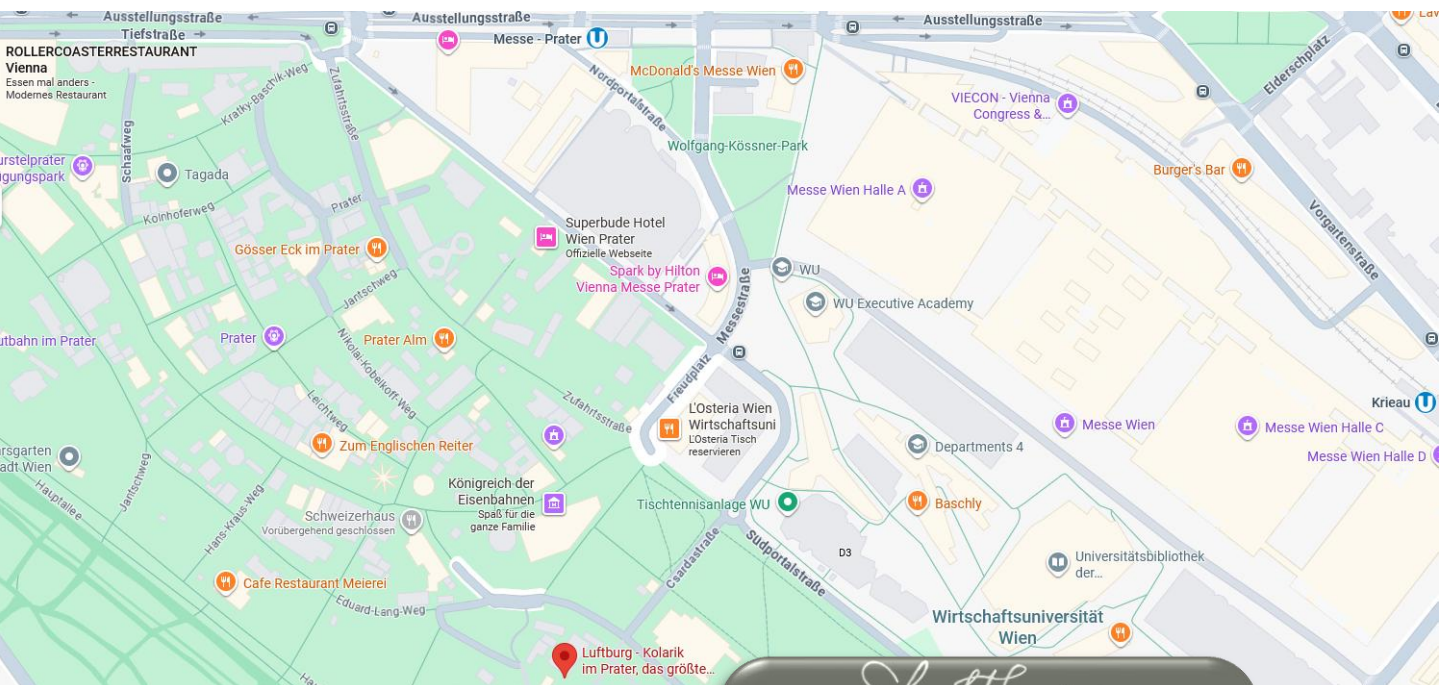 Ausstellungsstraße
Ausstellungsstraße
Ausstellungsstraße
Tiefstraße
Messe - Prater
U
ROLLERCOASTERRESTAURANT
Vienna
Essen mal anders -
Modernes Restaurant
Kratky-Baschik-Weg
Zufahrtsstraße
Nordportalstraße
McDonald's Messe Wien
Elderschplatz
VIECON - Vienna
Congress &...
Schaafweg
Wolfgang-Kössner-Park
Tagada
Burger's Bar
Messe Wien Halle A
Koinhoferweg
Prater
Vorgartenstraße
Superbude Hotel
Wien Prater
Offizielle Webseite
Gösser Eck im Prater
Spark by Hilton
Vienna Messe Prater
WU
Jantschweg
WU Executive Academy
Messestraße
Prater
Prater Alm
im Prater
Nikolai-Kobelkoff-Weg
Freudplatz
Leichtweg
Zufahrtsstraße
L'Osteria Wien
Wirtschaftsuni
L'Osteria Tisch
reservieren
Krieau
U
Messe Wien
Messe Wien Halle C
Messe Wien Halle D
Zum Englischen Reiter
Departments 4
Wien
Hauptallee
Jantschweg
Hans-Kraus-Weg
Königreich der
Eisenbahnen
Spaß für die
ganze Familie
Tischtennisanlage WU
Baschly
Schweizerhaus
Vorübergehend geschlossen
D3
Südportalstraße
Csardastraße
Universitätsbibliothek
der...
Cafe Restaurant Meierei
Eduard-Lang-Weg
Wirtschaftsuniversität
Wien
Luftburg - Kolarik
im Prater, das größte...